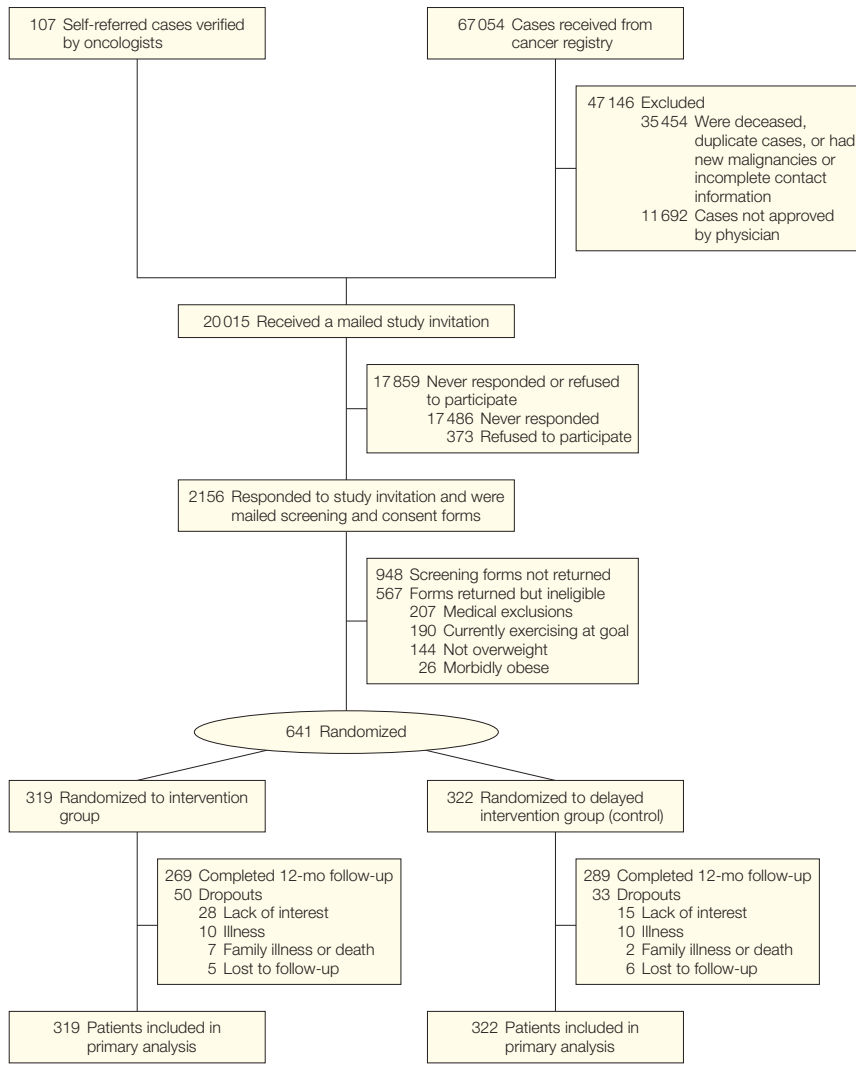 107 Self-referred cases verified
by oncologists
67 054 Cases received from
cancer registry
47 146 Excluded
35 454 Were deceased,
duplicate cases, or had
new malignancies or
incomplete contact
information
11 692 Cases not approved
by physician
20 015 Received a mailed study invitation
17 859 Never responded or refused
to participate
17 486 Never responded
373 Refused to participate
2156 Responded to study invitation and were
mailed screening and consent forms
948 Screening forms not returned
567 Forms returned but ineligible
207 Medical exclusions
190 Currently exercising at goal
144 Not overweight
26 Morbidly obese
641 Randomized
319 Randomized to intervention
group
322 Randomized to delayed
intervention group (control)
269 Completed 12-mo follow-up
50 Dropouts
28 Lack of interest
10 Illness
7 Family illness or death
5 Lost to follow-up
289 Completed 12-mo follow-up
33 Dropouts
15 Lack of interest
10 Illness
2 Family illness or death
6 Lost to follow-up
319 Patients included in
primary analysis
322 Patients included in
primary analysis